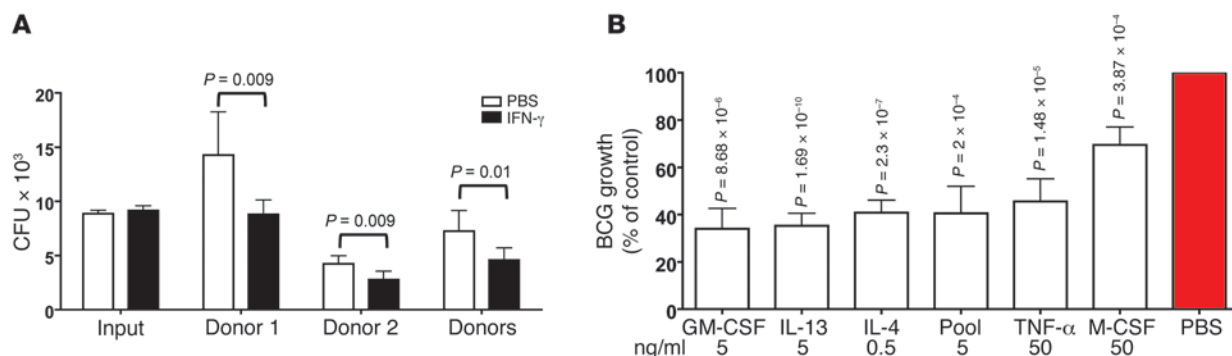 A
P = 0.009
PBS
IFN-γ
P = 0.009
P = 0.01
CFU × 10³
20
15
10
5
0
Input Donor 1 Donor 2 Donors
B
BCG growth
(% of control)
100
80
60
40
20
0
P = 8.68 × 10⁻⁶
P = 1.69 × 10⁻¹⁰
P = 2.3 × 10⁻⁷
P = 2 × 10⁻⁴
P = 1.48 × 10⁻⁵
P = 3.87 × 10⁻⁴
GM-CSF IL-13 IL-4 Pool TNF-α M-CSF PBS
ng/ml 5 5 0.5 5 50 50